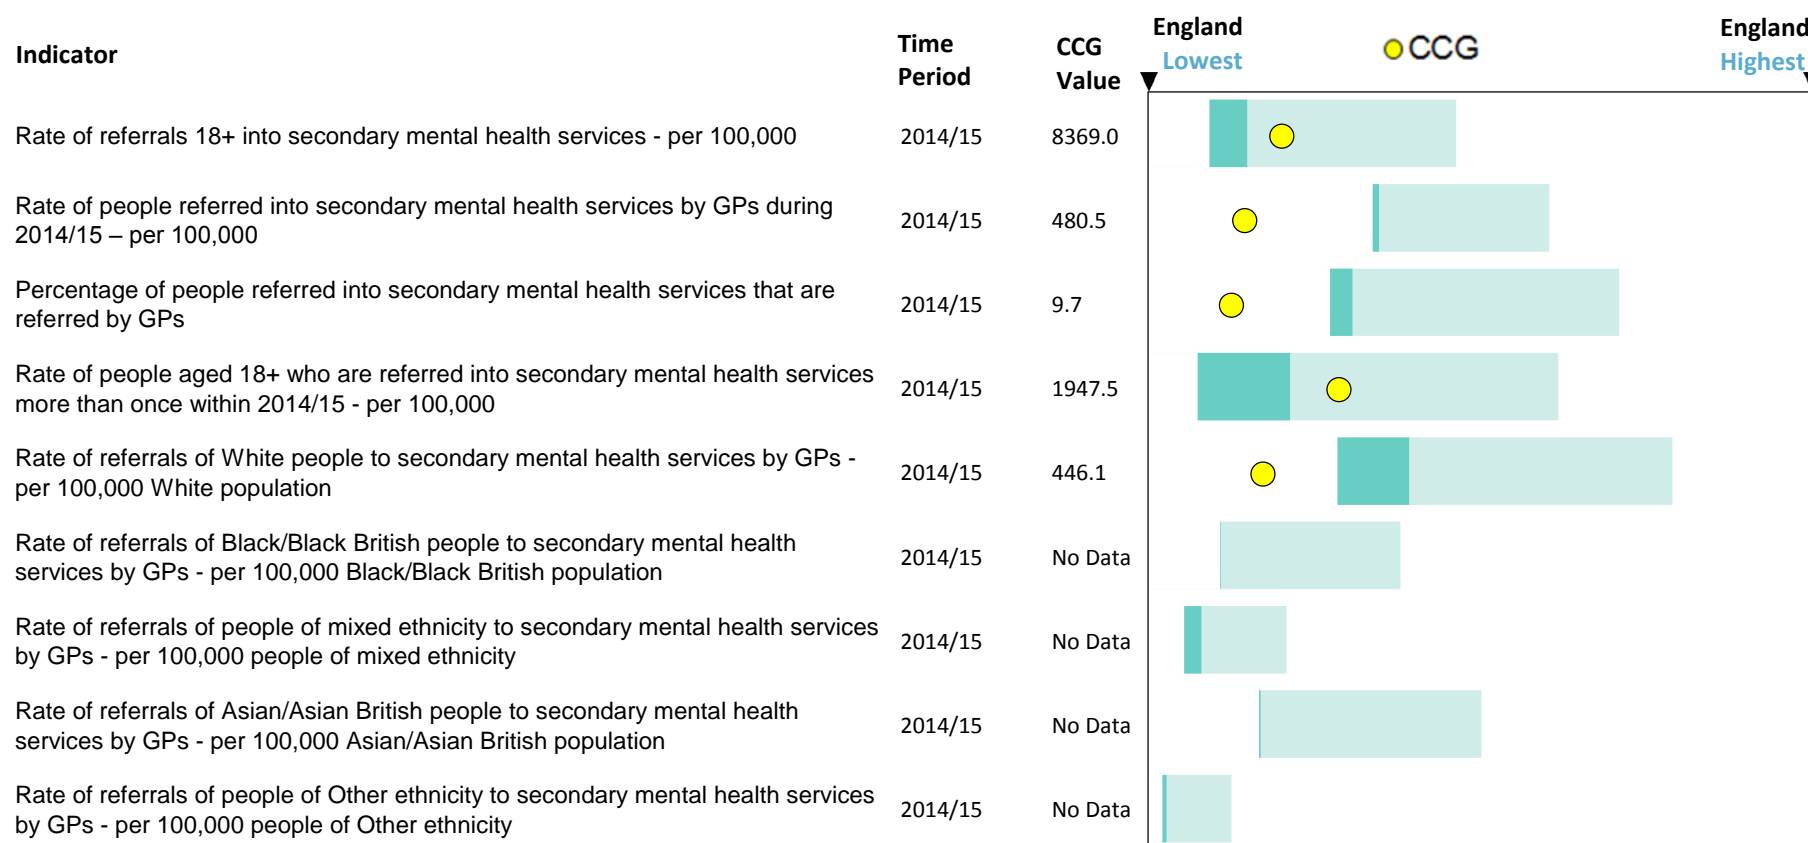 Indicator
Time Period
CCG Value
England Lowest
CCG
England Highest
Rate of referrals 18+ into secondary mental health services - per 100,000
2014/15
8369.0
Rate of people referred into secondary mental health services by GPs during
2014/15 – per 100,000
2014/15
480.5
Percentage of people referred into secondary mental health services that are
referred by GPs
2014/15
9.7
Rate of people aged 18+ who are referred into secondary mental health services
more than once within 2014/15 - per 100,000
2014/15
1947.5
Rate of referrals of White people to secondary mental health services by GPs -
per 100,000 White population
2014/15
446.1
Rate of referrals of Black/Black British people to secondary mental health
services by GPs - per 100,000 Black/Black British population
2014/15
No Data
Rate of referrals of people of mixed ethnicity to secondary mental health services
by GPs - per 100,000 people of mixed ethnicity
2014/15
No Data
Rate of referrals of Asian/Asian British people to secondary mental health
services by GPs - per 100,000 Asian/Asian British population
2014/15
No Data
Rate of referrals of people of Other ethnicity to secondary mental health services
by GPs - per 100,000 people of Other ethnicity
2014/15
No Data